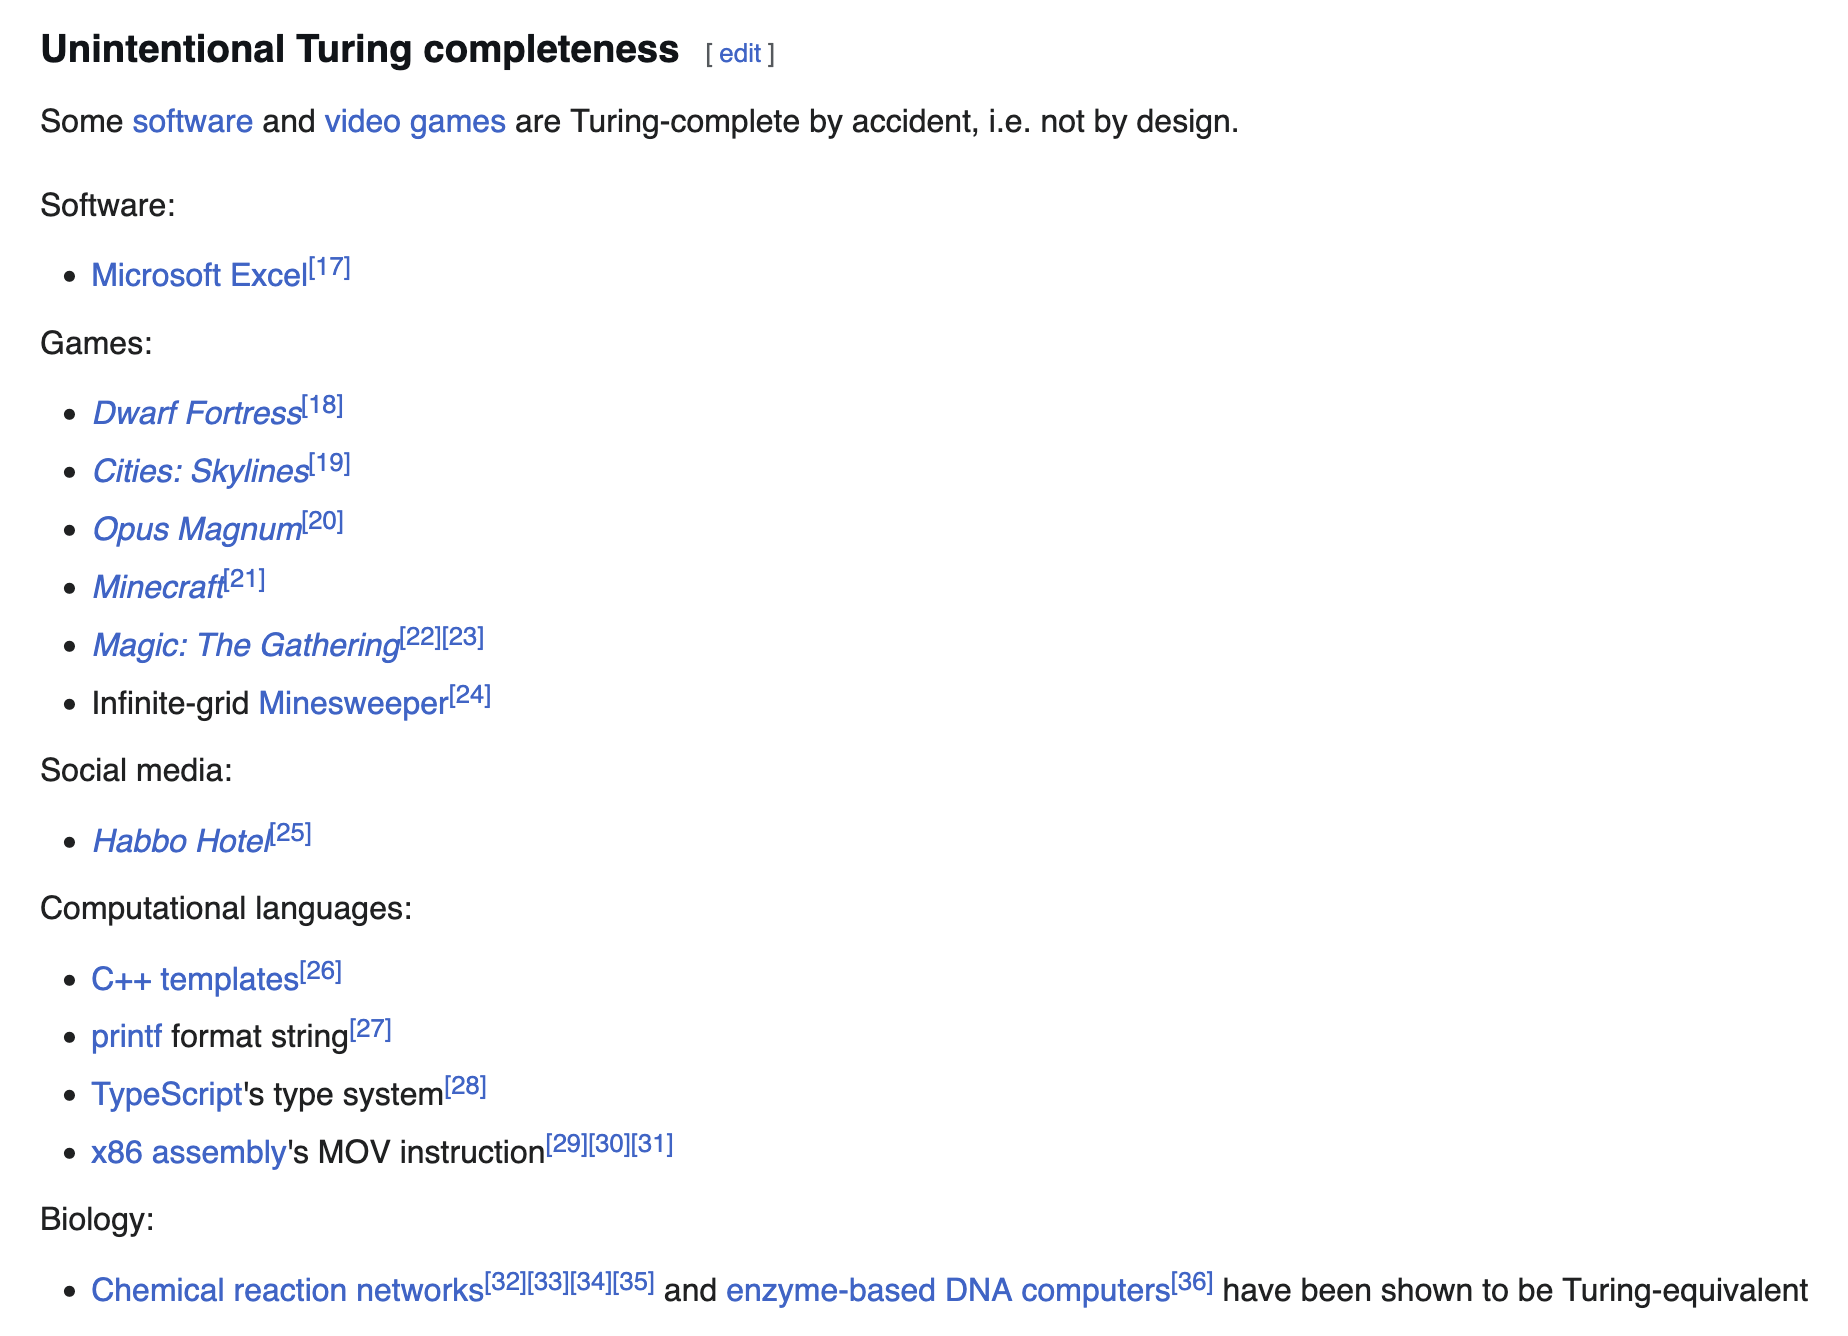 Unintentional Turing completeness [ edit ]
Some software and video games are Turing-complete by accident, i.e. not by design.
Software:
• Microsoft Excel[17]
Games:
• Dwarf Fortress[18]
• Cities: Skylines[19]
• Opus Magnum[20]
• Minecraft[21]
• Magic: The Gathering[22][23]
• Infinite-grid Minesweeper[24]
Social media:
• Habbo Hotel[25]
Computational languages:
• C++ templates[26]
• printf format string[27]
• TypeScript's type system[28]
• x86 assembly's MOV instruction[29][30][31]
Biology:
• Chemical reaction networks[32][33][34][35] and enzyme-based DNA computers[36] have been shown to be Turing-equivalent